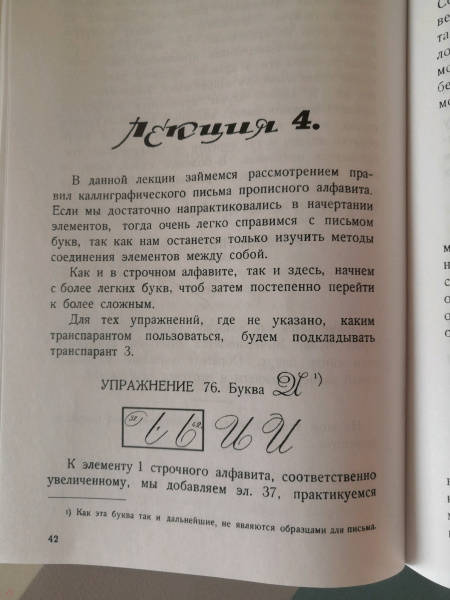 Лекция 4.
В данной лекции займемся рассмотрением пра-
вил каллиграфического письма прописного алфавита.
Если мы достаточно напрактиковались в начертании
элементов, тогда очень легко справимся с письмом
букв, так как нам останется только изучить методы
соединения элементов между собой.
Как и в строчном алфавите, так и здесь, начнем
с более легких букв, чтоб затем постепенно перейти
к более сложным.
Для тех упражнений, где не указано, каким
транспарантом пользоваться, будем подкладывать
транспарант 3.
УПРАЖНЕНИЕ 76. Буква И ¹)
И И
К элементу 1 строчного алфавита, соответственно
увеличенному, мы добавляем эл. 37, практикуемся
¹) Как эта буква так и дальнейшие, не являются образцами для письма.
42